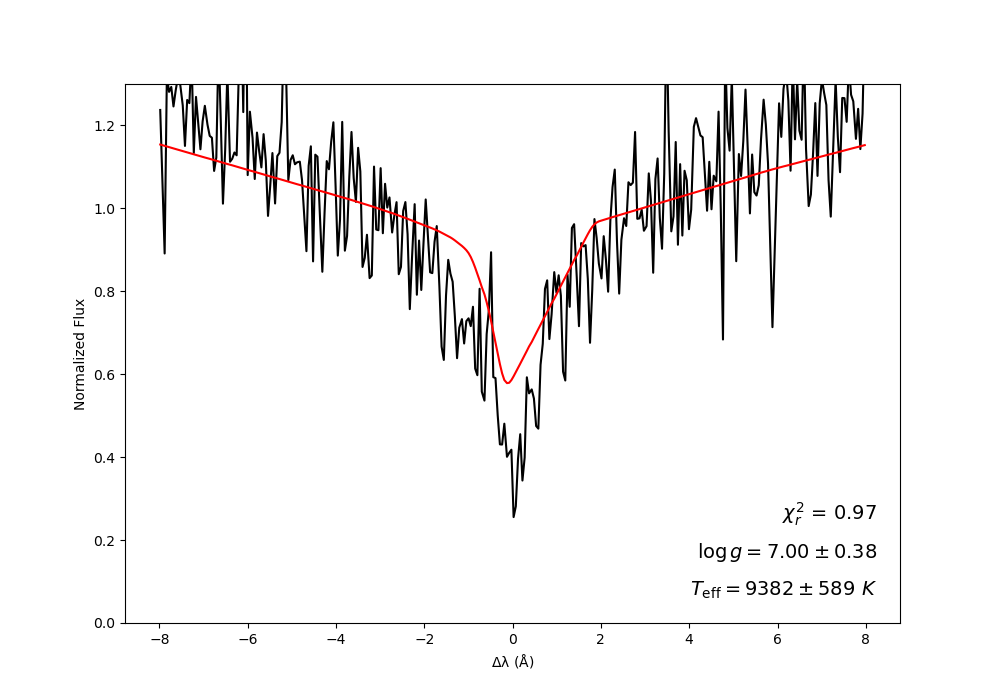 1.2
1.0
0.8
0.6
0.4
0.2
0.0
Normalized Flux
χ²ᵣ = 0.97
log g = 7.00 ± 0.38
T_eff = 9382 ± 589 K
−8 −6 −4 −2 0 2 4 6 8
Δλ (Å)